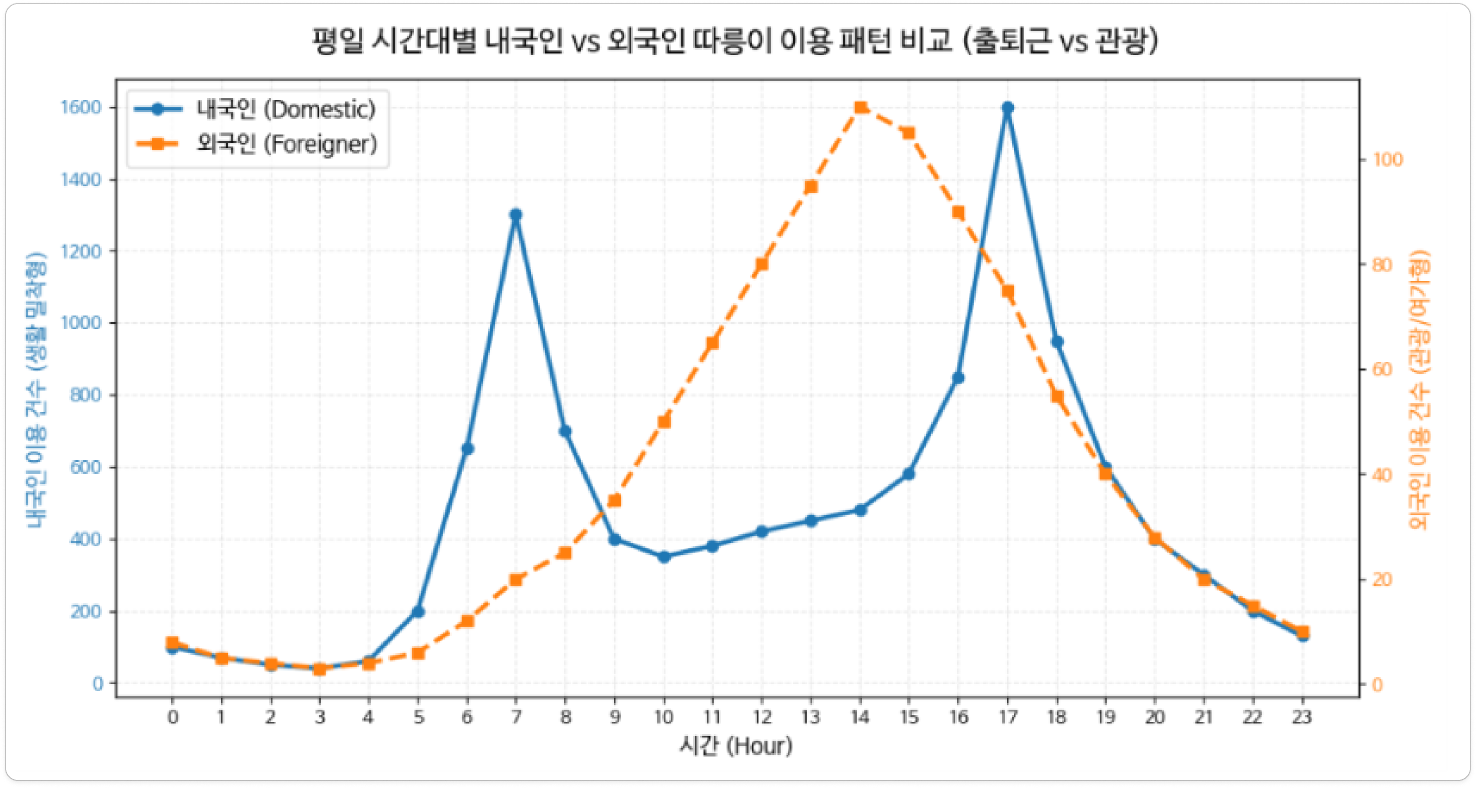 평일 시간대별 내국인 vs 외국인 따릉이 이용 패턴 비교 (출퇴근 vs 관광)
내국인 (Domestic)
외국인 (Foreigner)
내국인 이용 건수 (생활 밀착형)
1600
1400
1200
1000
800
600
400
200
0
100
80
60
40
20
0
외국인 이용 건수 (관광/여가형)
0 1 2 3 4 5 6 7 8 9 10 11 12 13 14 15 16 17 18 19 20 21 22 23
시간 (Hour)